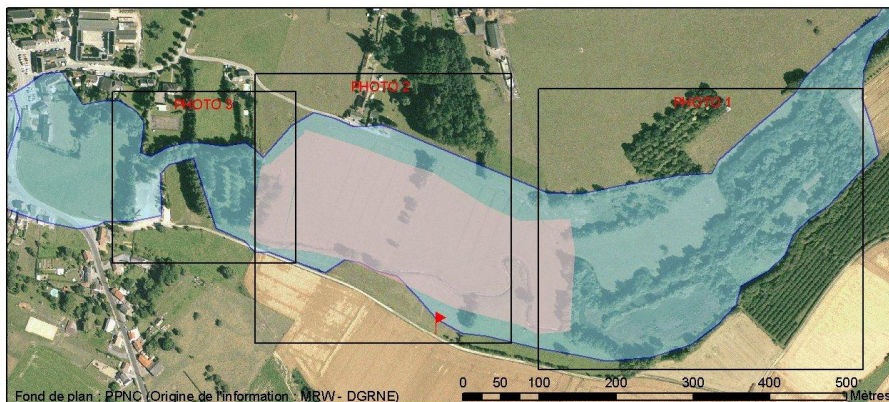 PHOTO 2
PHOTO 1
PHOTO 3
0 50 100 200 300 400 500
Mètres
Fond de plan : PPNC (Origine de l'information : MRW - DGRNE)